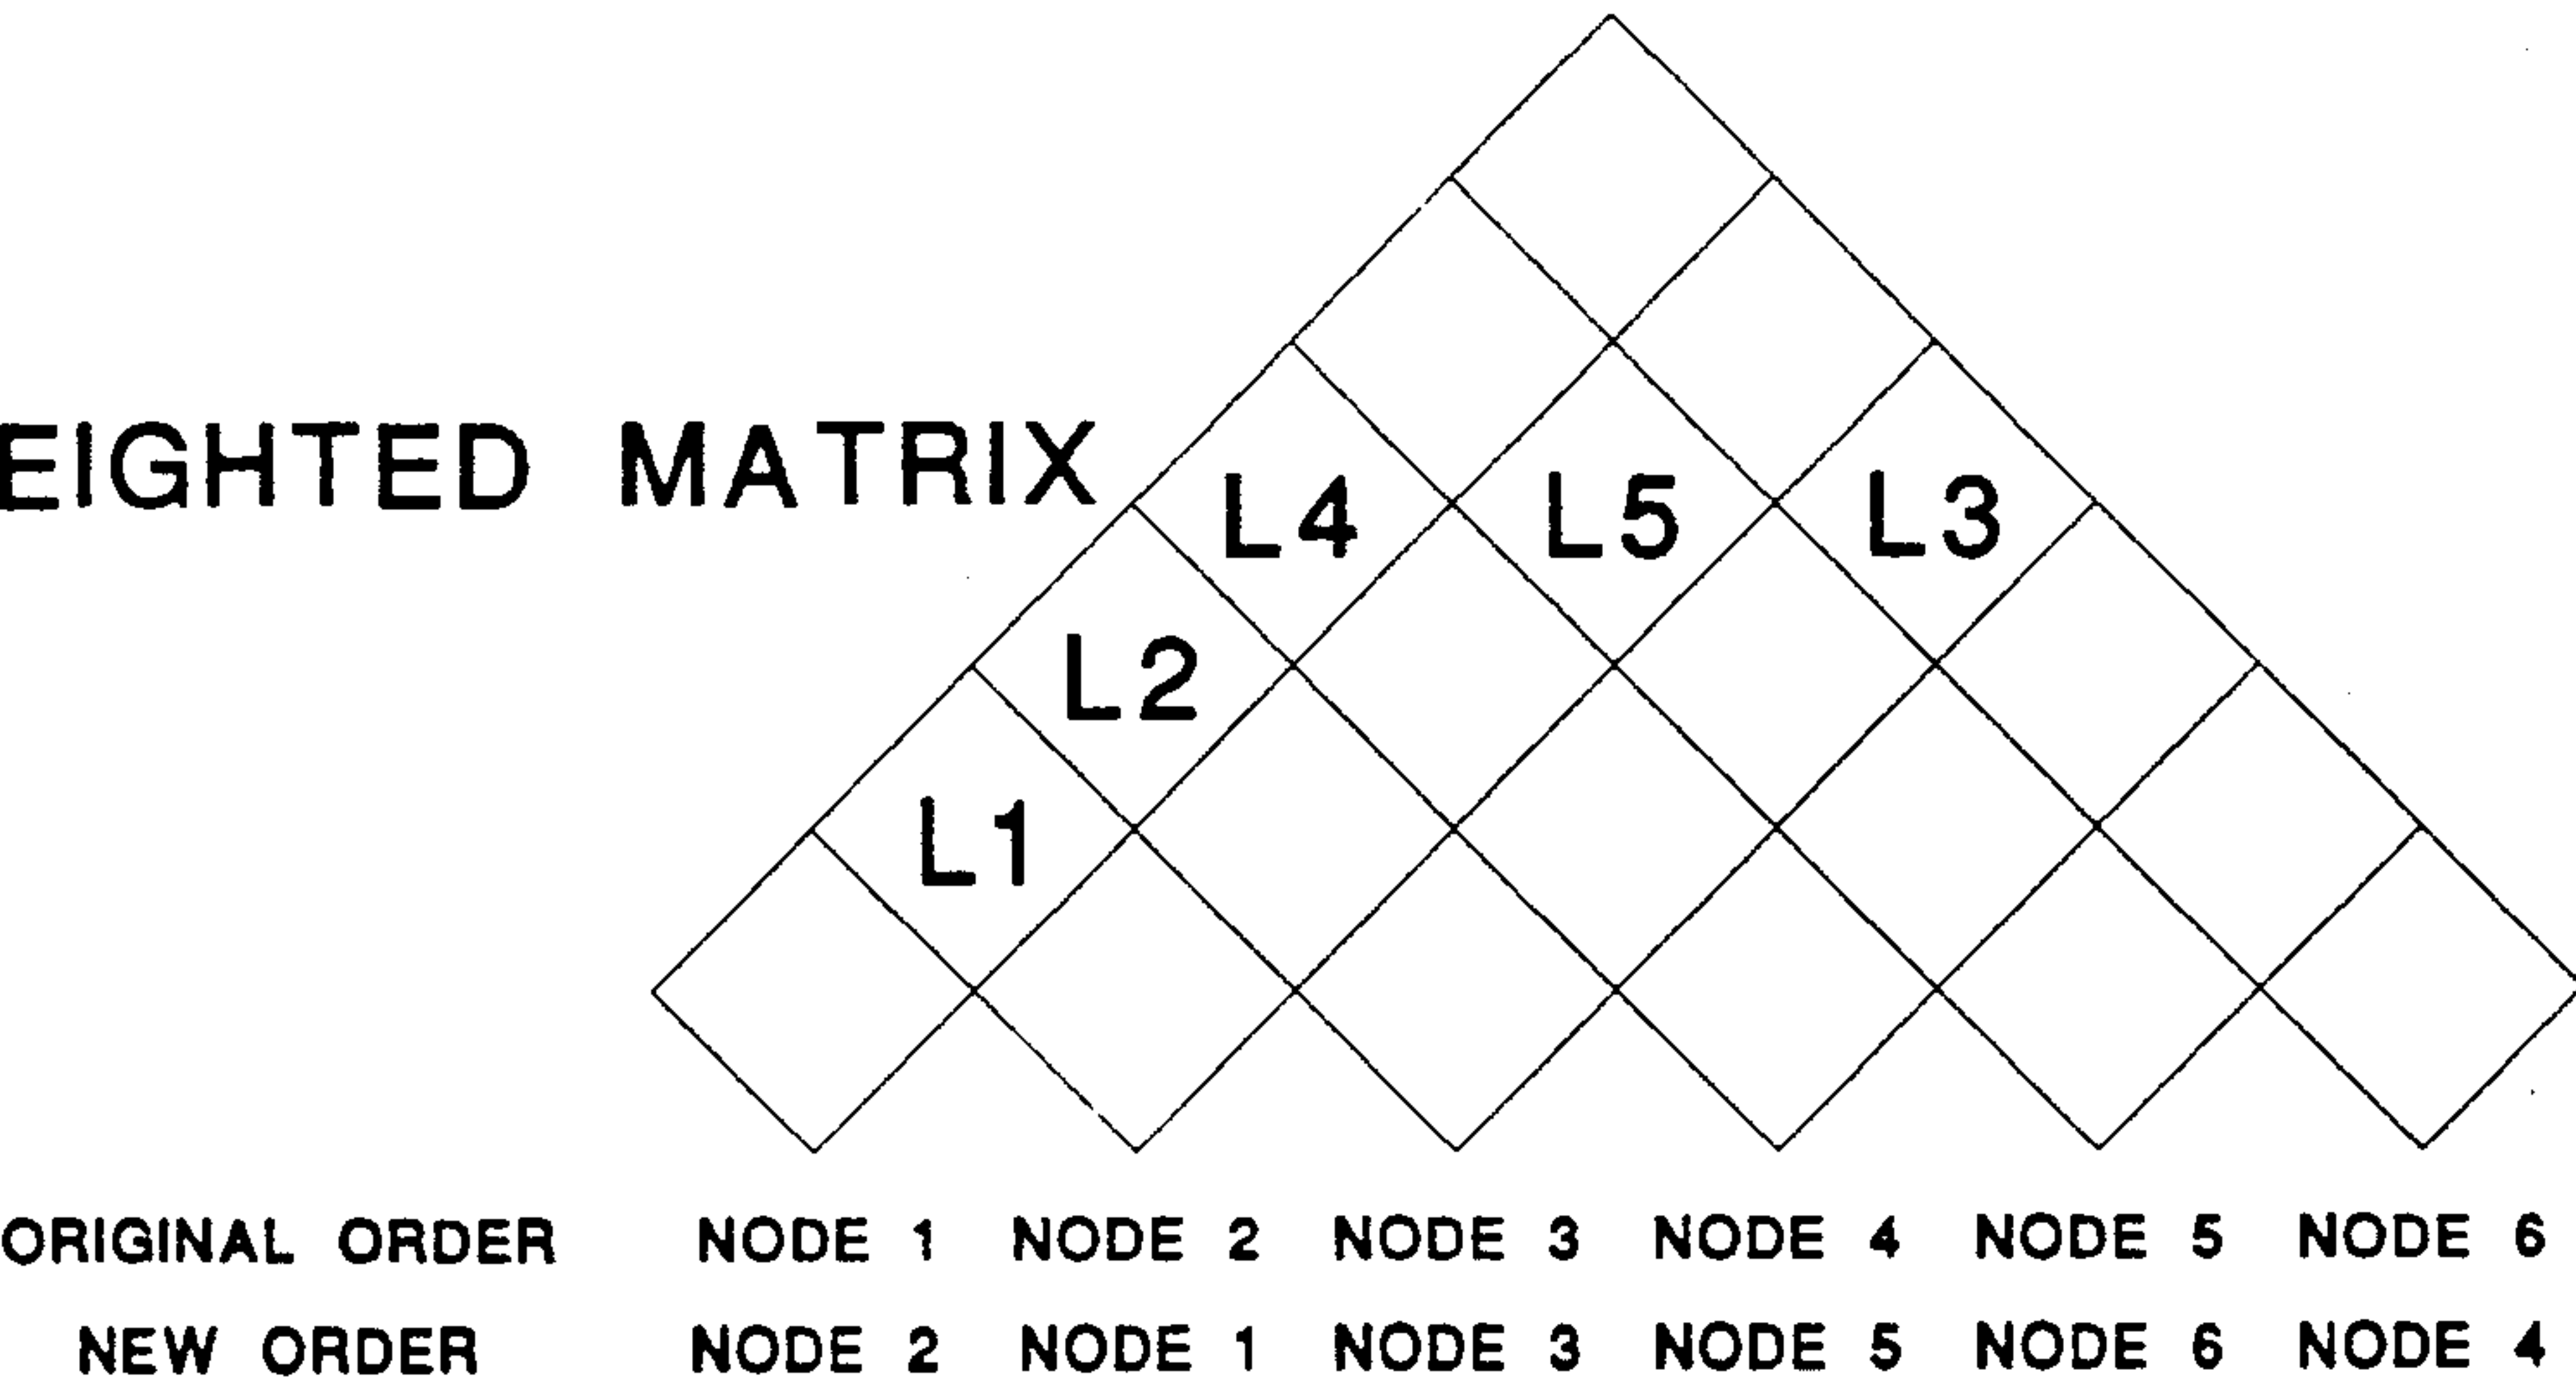 EIGHTED MATRIX
L4 L5 L3
L2
L1
ORIGINAL ORDER NODE 1 NODE 2 NODE 3 NODE 4 NODE 5 NODE 6
NEW ORDER NODE 2 NODE 1 NODE 3 NODE 5 NODE 6 NODE 4